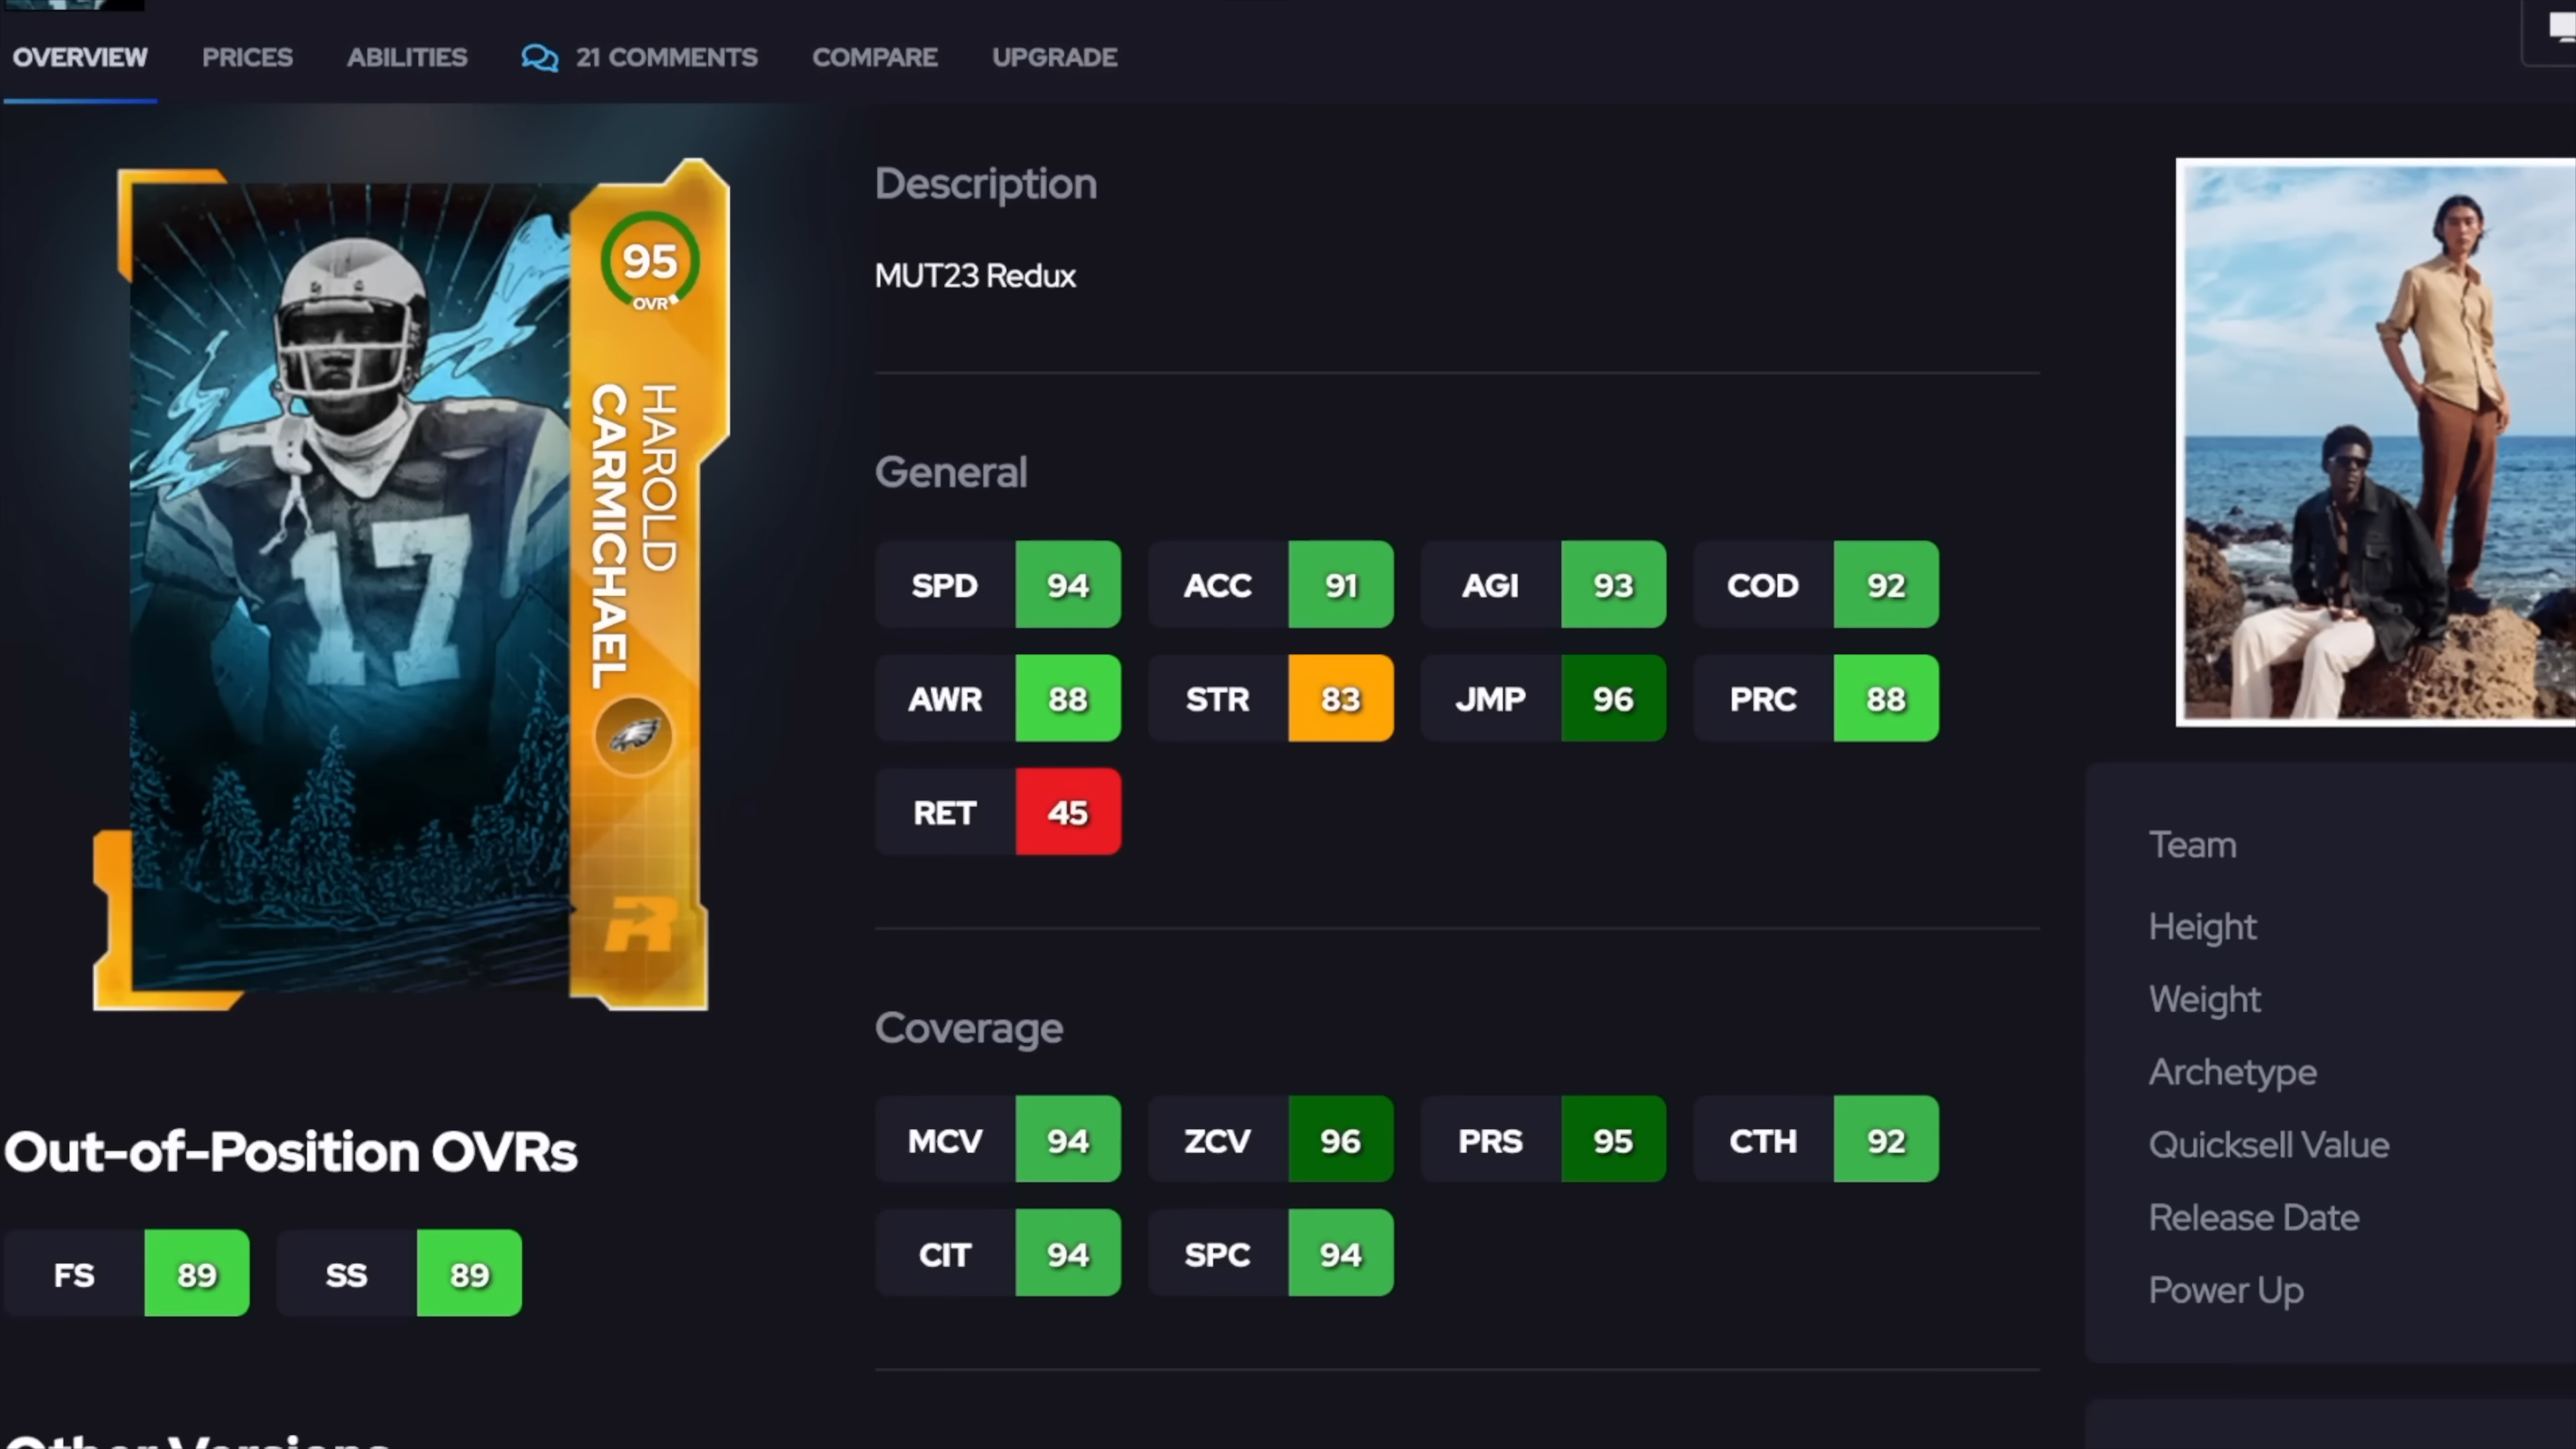 OVERVIEW PRICES ABILITIES 21 COMMENTS COMPARE UPGRADE
95
OVR
HAROLD
CARMICHAEL
17
R
Out-of-Position OVRs
FS 89 SS 89
Description
MUT23 Redux
General
SPD 94 ACC 91 AGI 93 COD 92
AWR 88 STR 83 JMP 96 PRC 88
RET 45
Coverage
MCV 94 ZCV 96 PRS 95 CTH 92
CIT 94 SPC 94
Team
Height
Weight
Archetype
Quicksell Value
Release Date
Power Up
Other Versions